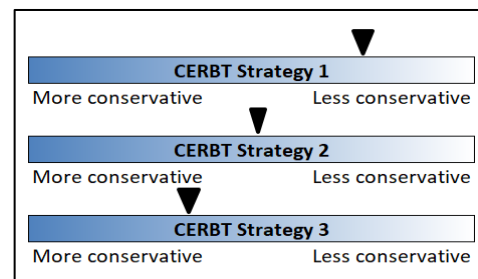 CERBT Strategy 1
More conservative Less conservative
CERBT Strategy 2
More conservative Less conservative
CERBT Strategy 3
More conservative Less conservative